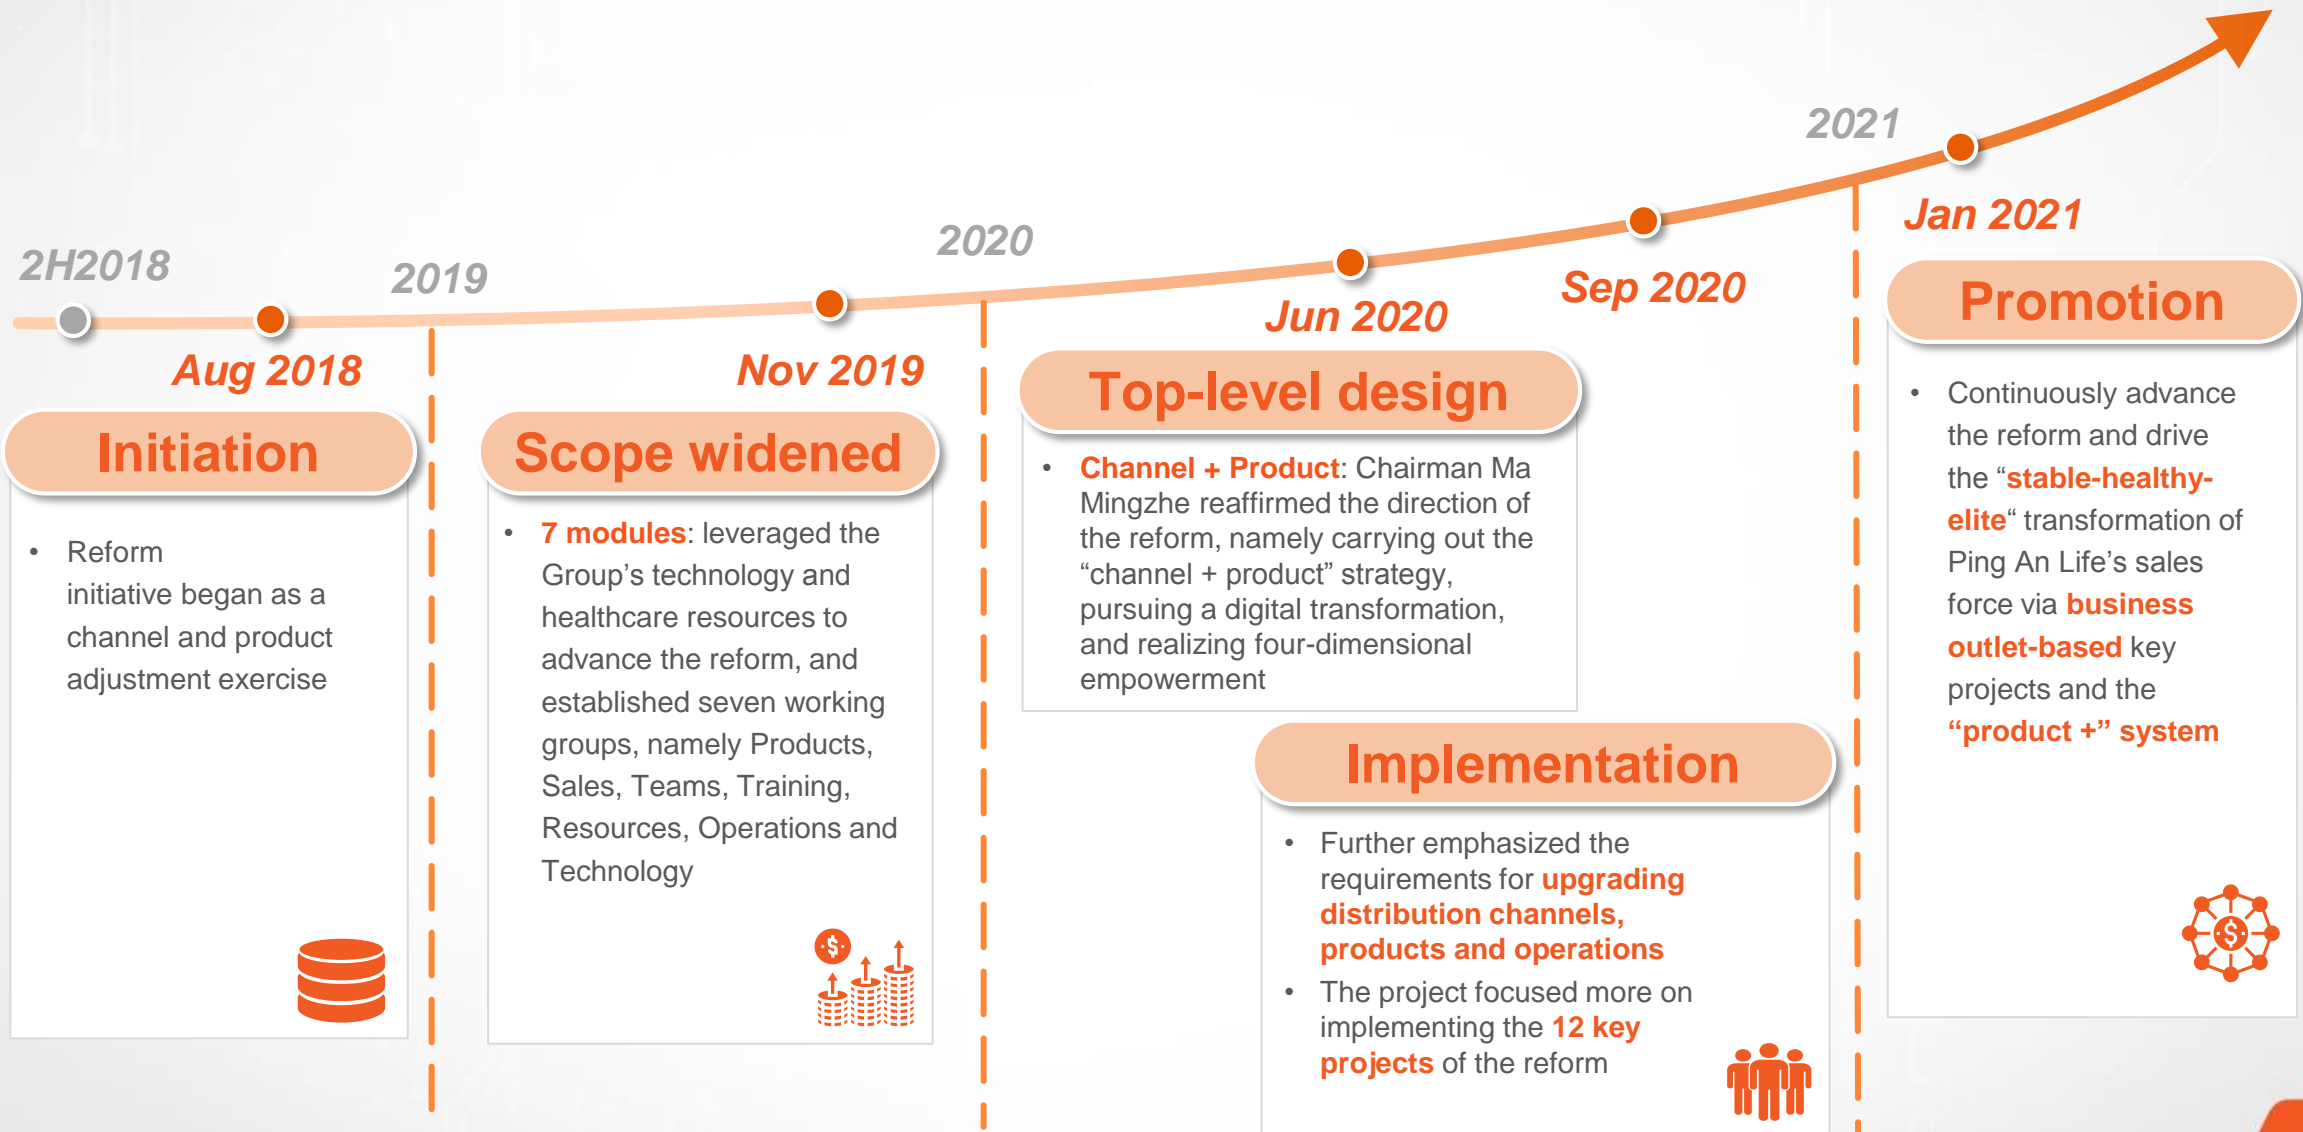 2H2018
2019
2020
2021
Aug 2018
Initiation
• Reform
initiative began as a
channel and product
adjustment exercise
Nov 2019
Scope widened
• 7 modules: leveraged the
Group’s technology and
healthcare resources to
advance the reform, and
established seven working
groups, namely Products,
Sales, Teams, Training,
Resources, Operations and
Technology
Jun 2020
Top-level design
• Channel + Product: Chairman Ma
Mingzhe reaffirmed the direction of
the reform, namely carrying out the
“channel + product” strategy,
pursuing a digital transformation,
and realizing four-dimensional
empowerment
Sep 2020
Implementation
• Further emphasized the
requirements for upgrading
distribution channels,
products and operations
• The project focused more on
implementing the 12 key
projects of the reform
Jan 2021
Promotion
• Continuously advance
the reform and drive
the “stable-healthy-
elite“ transformation of
Ping An Life’s sales
force via business
outlet-based key
projects and the
“product +” system
$
$